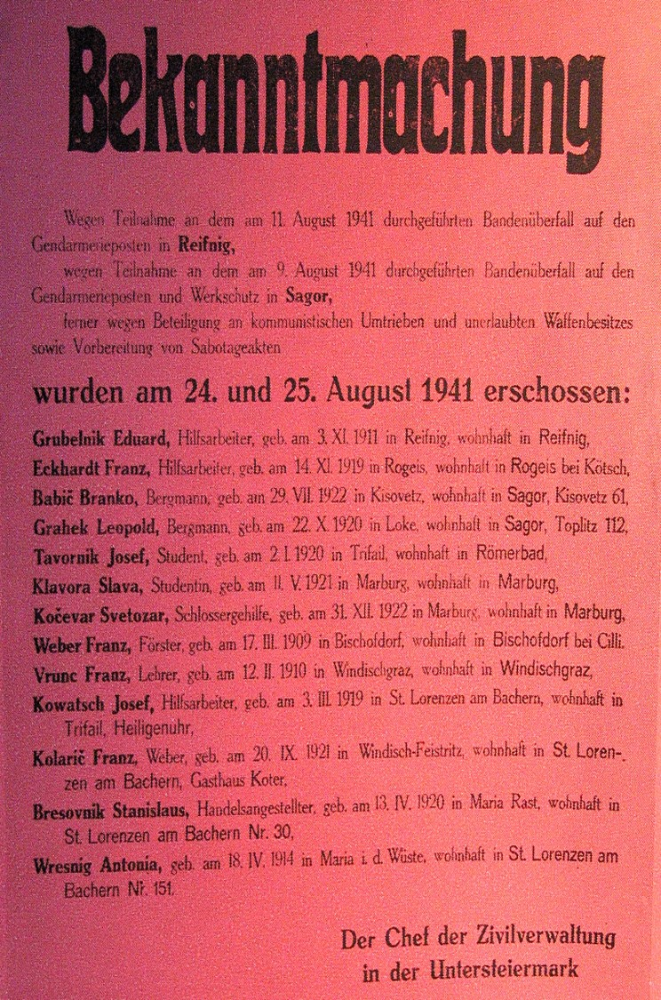 Bekanntmachung
Wegen Teilnahme an dem am 11. August 1941 durchgeführten Bandenüberfall auf den
Gendarmerieposten in Reifnig,
wegen Teilnahme an dem am 9. August 1941 durchgeführten Bandenüberfall auf den
Gendarmerieposten und Werkschutz in Sagor,
ferner wegen Beteiligung an kommunistischen Umtrieben und unerlaubten Waffenbesitzes
sowie Vorbereitung von Sabotageakten
wurden am 24. und 25. August 1941 erschossen:
Grubelnik Eduard, Hilfsarbeiter, geb. am 3. XI. 1911 in Reifnig, wohnhaft in Reifnig,
Eckhardt Franz, Hilfsarbeiter, geb. am 14. XI. 1919 in Rogeis, wohnhaft in Rogeis bei Kötsch,
Babič Branko, Bergmann, geb. am 29. VII. 1922 in Kisovetz, wohnhaft in Sagor, Kisovetz 61,
Grahek Leopold, Bergmann, geb. am 22. X. 1920 in Loke, wohnhaft in Sagor, Toplitz 112,
Tavornik Josef, Student, geb. am 2. I. 1920 in Trifail, wohnhaft in Römerbad,
Klavora Slava, Studentin, geb. am 11. V. 1921 in Marburg, wohnhaft in Marburg,
Kočevar Svetozar, Schlossergehilfe, geb. am 31. XII. 1922 in Marburg, wohnhaft in Marburg,
Weber Franz, Förster, geb. am 17. III. 1909 in Bischofdorf, wohnhaft in Bischofdorf bei Cilli.
Vrunc Franz, Lehrer, geb. am 12. II. 1910 in Windischgraz, wohnhaft in Windischgraz,
Kowatsch Josef, Hilfsarbeiter, geb. am 3. III. 1919 in St. Lorenzen am Bachern, wohnhaft in
Trifail, Heiligenuhr,
Kolarič Franz, Weber, geb. am 20. IX. 1921 in Windisch-Feistritz, wohnhaft in St. Loren-
zen am Bachern, Gasthaus Koter,
Bresovnik Stanislaus, Handelsangestellter, geb. am 13. IV. 1920 in Maria Rast, wohnhaft in
St. Lorenzen am Bachern Nr. 30,
Wresnig Antonia, geb. am 18. IV. 1914 in Maria i. d. Wüste, wohnhaft in St. Lorenzen am
Bachern Nr. 151.
Der Chef der Zivilverwaltung
in der Untersteiermark